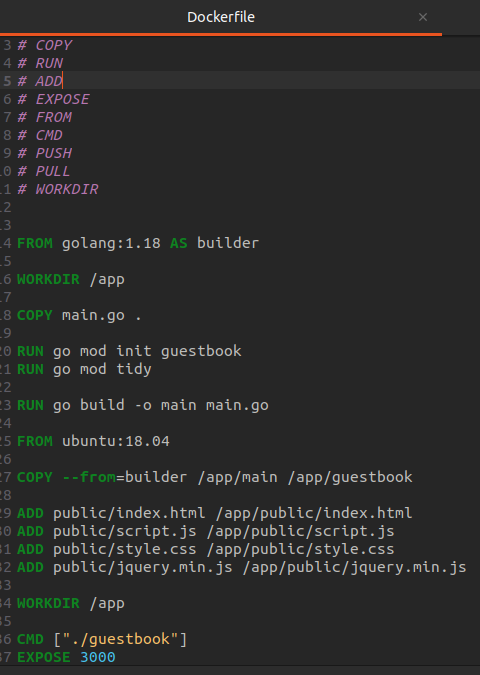 Dockerfile ×
3 # COPY
4 # RUN
5 # ADD
6 # EXPOSE
7 # FROM
8 # CMD
9 # PUSH
10 # PULL
11 # WORKDIR
12
13
14 FROM golang:1.18 AS builder
15
16 WORKDIR /app
17
18 COPY main.go .
19
20 RUN go mod init guestbook
21 RUN go mod tidy
22
23 RUN go build -o main main.go
24
25 FROM ubuntu:18.04
26
27 COPY --from=builder /app/main /app/guestbook
28
29 ADD public/index.html /app/public/index.html
30 ADD public/script.js /app/public/script.js
31 ADD public/style.css /app/public/style.css
32 ADD public/jquery.min.js /app/public/jquery.min.js
33
34 WORKDIR /app
35
36 CMD ["./guestbook"]
37 EXPOSE 3000